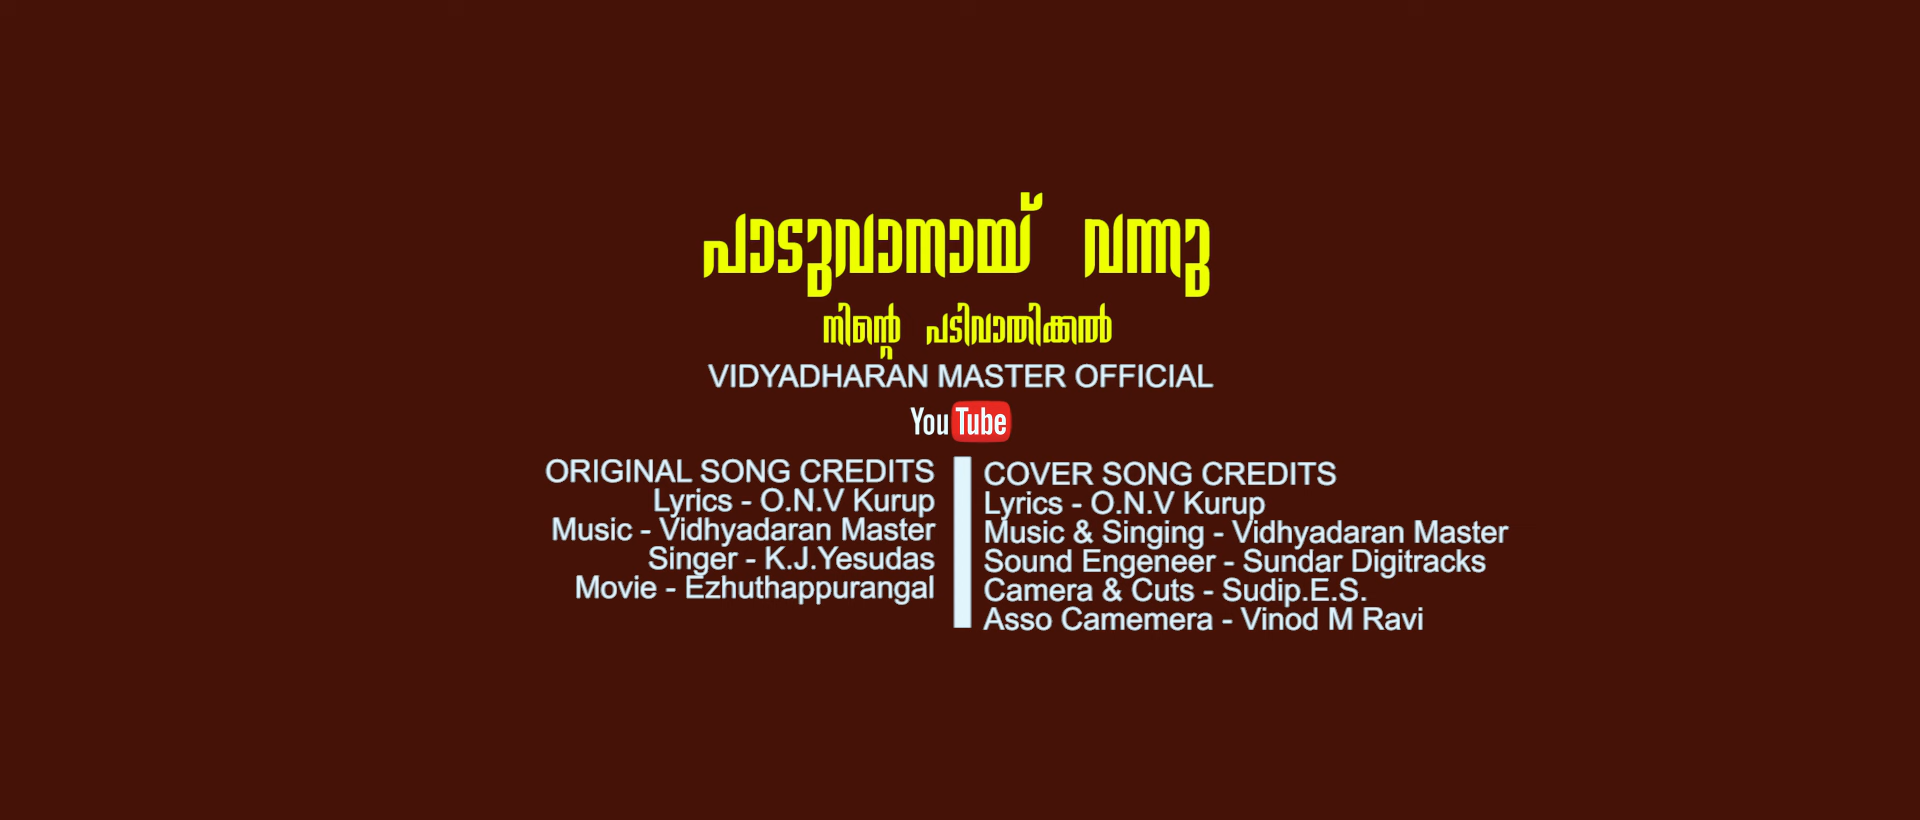 പാടുവാനായ് വന്നു
നിന്റെ പടിവാതിക്കൽ
VIDYADHARAN MASTER OFFICIAL
YouTube
ORIGINAL SONG CREDITS
Lyrics - O.N.V Kurup
Music - Vidhyadaran Master
Singer - K.J.Yesudas
Movie - Ezhuthappurangal
COVER SONG CREDITS
Lyrics - O.N.V Kurup
Music & Singing - Vidhyadaran Master
Sound Engeneer - Sundar Digitracks
Camera & Cuts - Sudip.E.S.
Asso Camemera - Vinod M Ravi